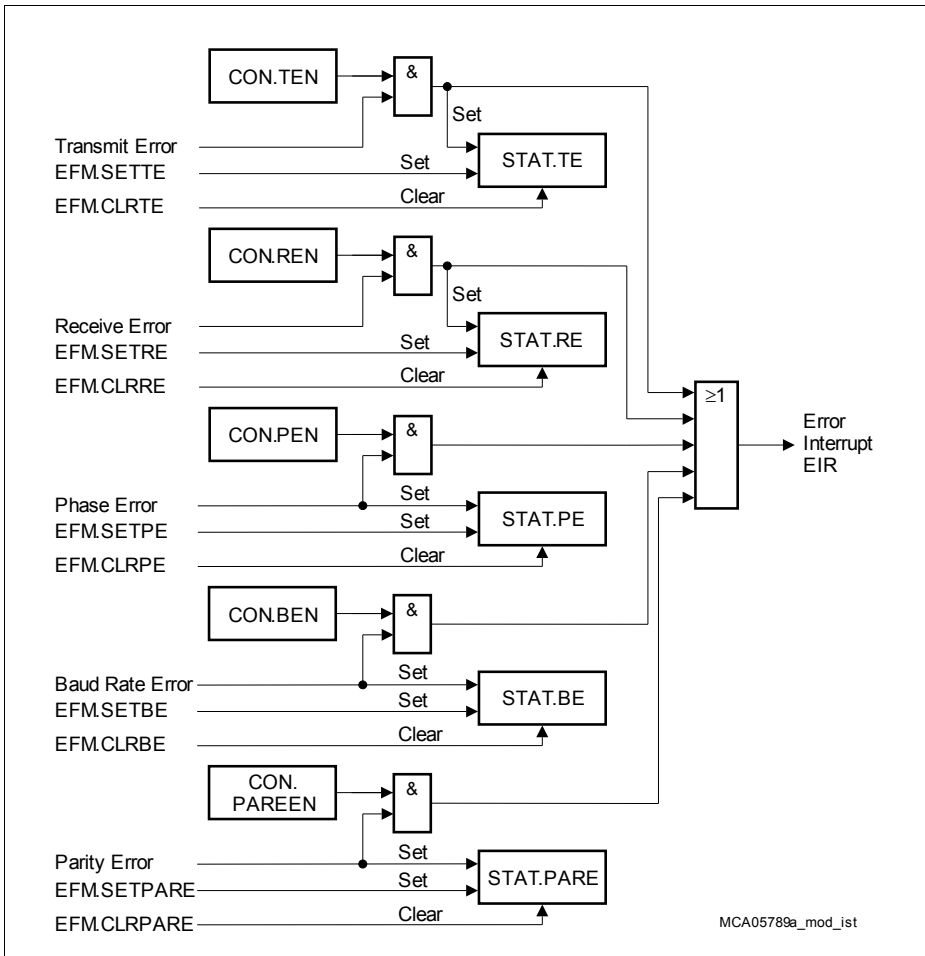 CON.TEN
&
Set
Transmit Error
Set
STAT.TE
EFM.SETTE
Clear
EFM.CLRTE
CON.REN
&
Set
Receive Error
Set
STAT.RE
EFM.SETRE
Clear
EFM.CLRRE
≥1
Error
Interrupt
EIR
CON.PEN
&
Phase Error
Set
STAT.PE
EFM.SETPE
Set
EFM.CLRPE
Clear
CON.BEN
&
Baud Rate Error
Set
STAT.BE
EFM.SETBE
Set
EFM.CLRBE
Clear
CON.
PAREEN
&
Parity Error
Set
STAT.PARE
EFM.SETPARE
Set
EFM.CLRPARE
Clear
MCA05789a_mod_ist